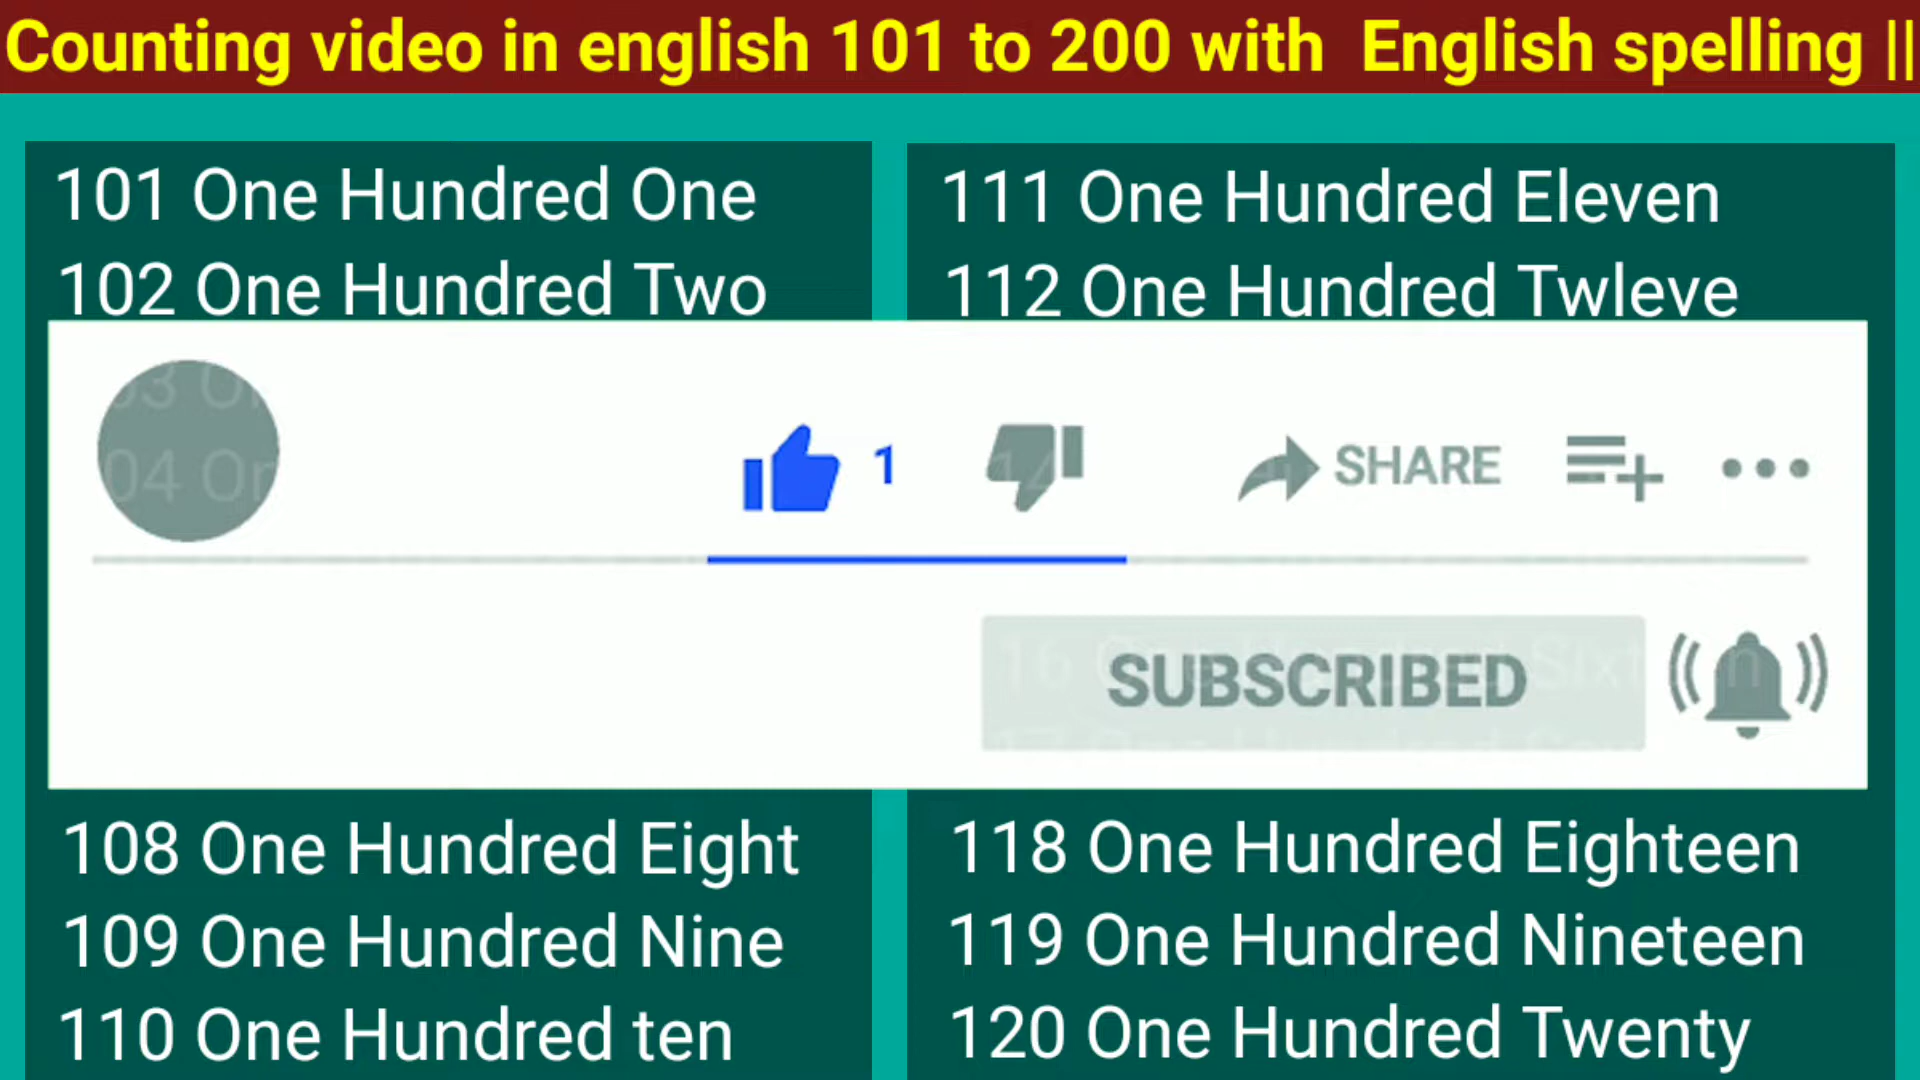 Counting video in english 101 to 200 with English spelling ||
101 One Hundred One
102 One Hundred Two
111 One Hundred Eleven
112 One Hundred Twleve
1
SHARE
SUBSCRIBED
108 One Hundred Eight
109 One Hundred Nine
110 One Hundred ten
118 One Hundred Eighteen
119 One Hundred Nineteen
120 One Hundred Twenty